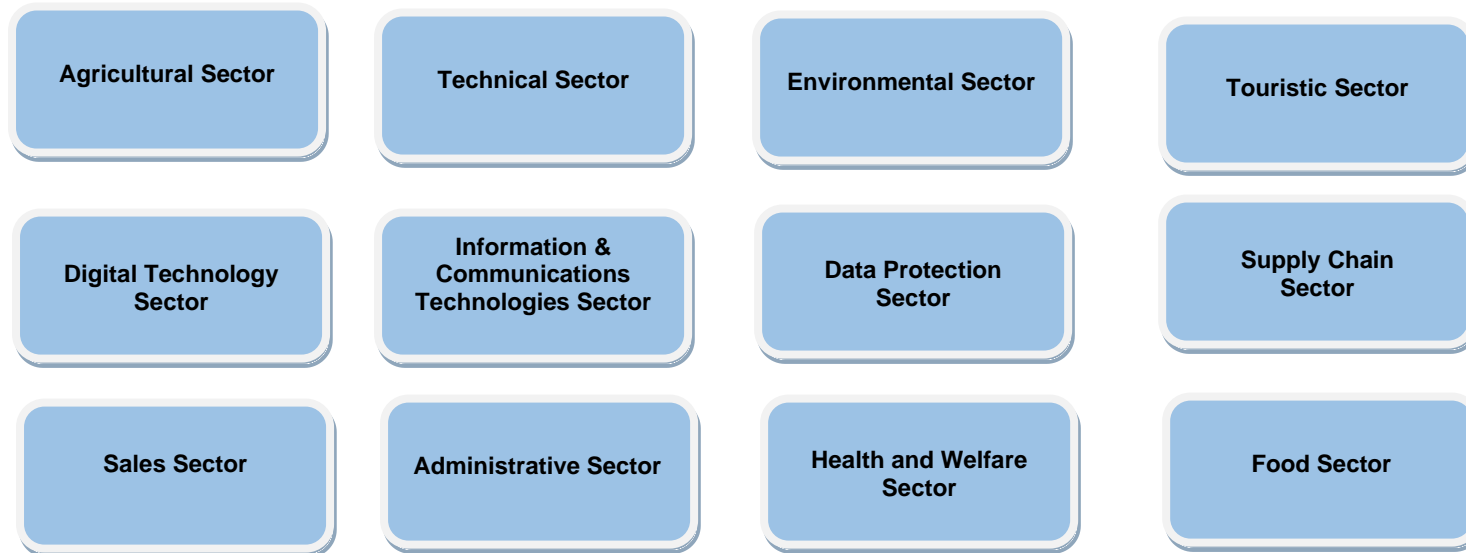 Agricultural Sector
Technical Sector
Environmental Sector
Touristic Sector
Digital Technology
Sector
Information &
Communications
Technologies Sector
Data Protection
Sector
Supply Chain
Sector
Sales Sector
Administrative Sector
Health and Welfare
Sector
Food Sector